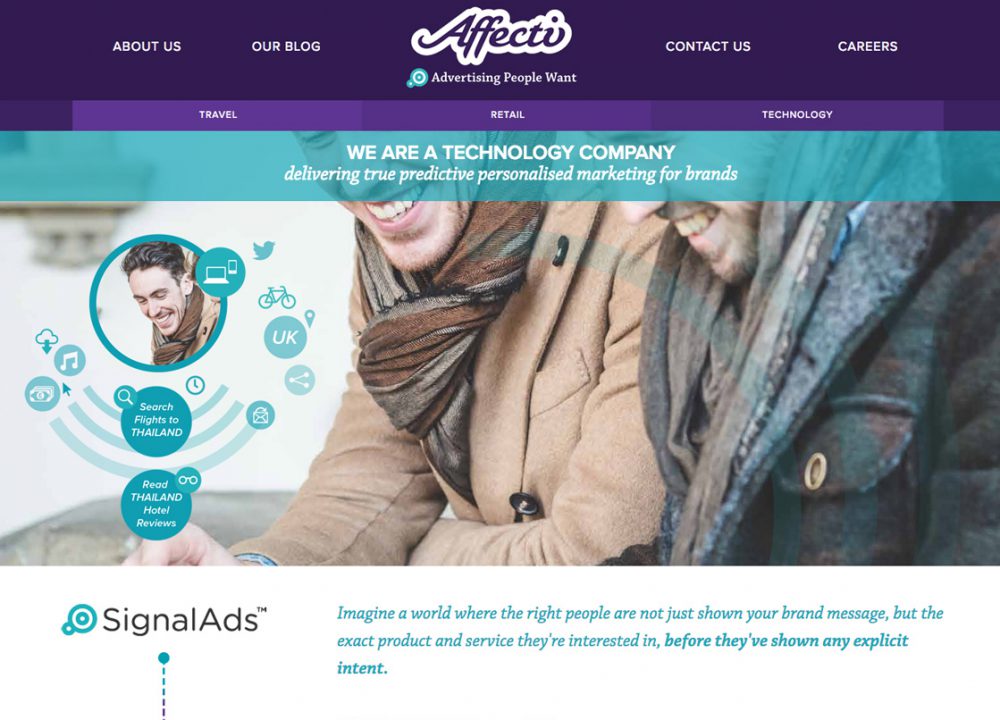 ABOUT US
OUR BLOG
Affecti
Advertising People Want
CONTACT US
CAREERS
TRAVEL
RETAIL
TECHNOLOGY
WE ARE A TECHNOLOGY COMPANY
delivering true predictive personalised marketing for brands
UK
Search
Flights to
THAILAND
Read
THAILAND
Hotel
Reviews
SignalAds™
Imagine a world where the right people are not just shown your brand message, but the
exact product and service they're interested in, before they've shown any explicit
intent.